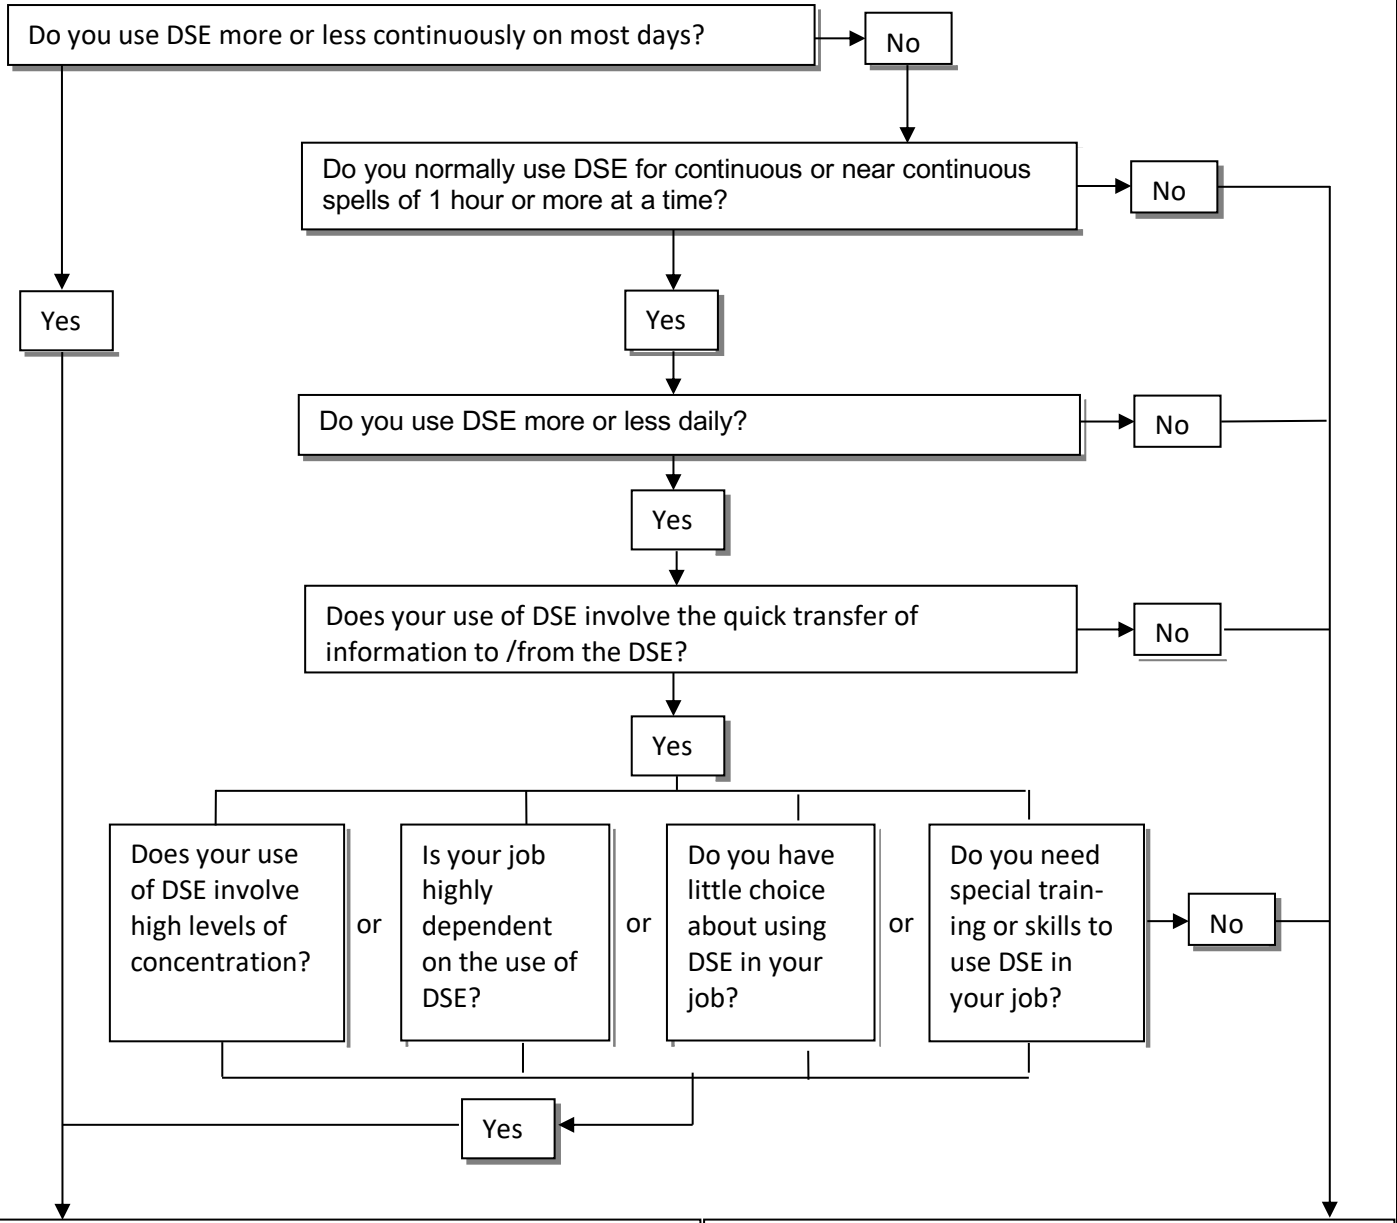 Do you use DSE more or less continuously on most days?
No
Do you normally use DSE for continuous or near continuous
spells of 1 hour or more at a time?
No
Yes
Yes
Do you use DSE more or less daily?
No
Yes
Does your use of DSE involve the quick transfer of
information to /from the DSE?
No
Yes
Does your use
of DSE involve
high levels of
concentration?
or
Is your job
highly
dependent
on the use of
DSE?
or
Do you have
little choice
about using
DSE in your
job?
or
Do you need
special train-
ing or skills to
use DSE in
your job?
No
Yes